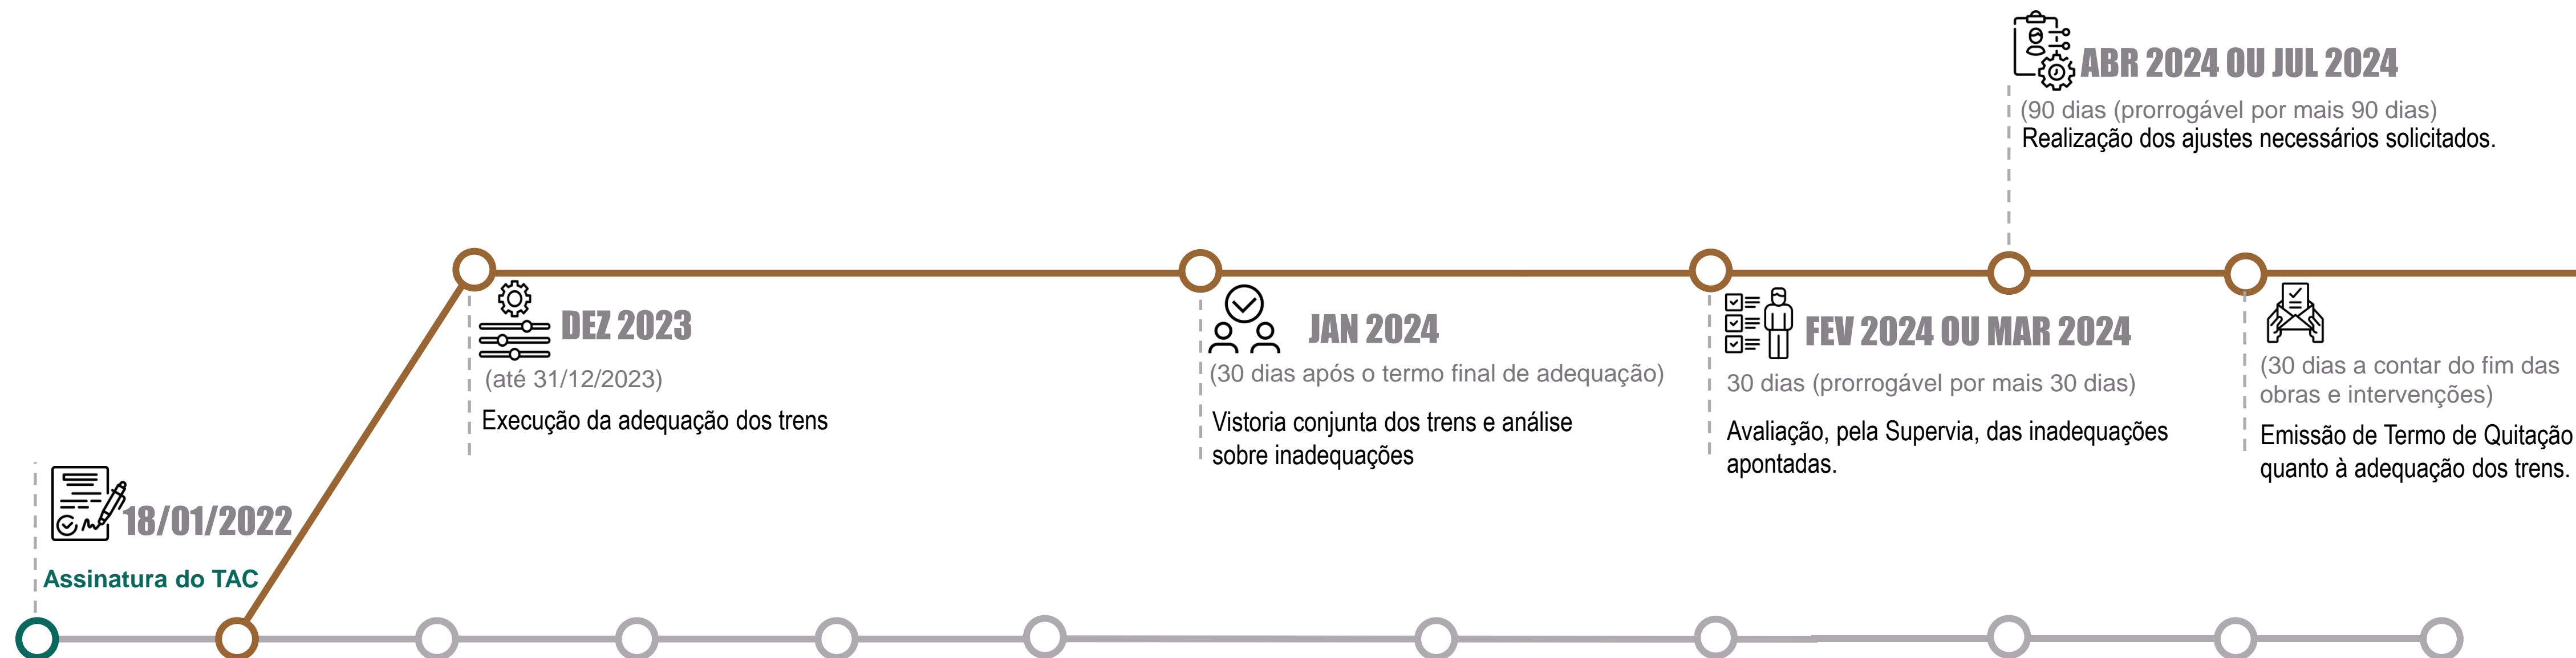 ABR 2024 OU JUL 2024
(90 dias (prorrogável por mais 90 dias)
Realização dos ajustes necessários solicitados.
DEZ 2023
(até 31/12/2023)
Execução da adequação dos trens
JAN 2024
(30 dias após o termo final de adequação)
Vistoria conjunta dos trens e análise
sobre inadequações
FEV 2024 OU MAR 2024
30 dias (prorrogável por mais 30 dias)
Avaliação, pela Supervia, das inadequações
apontadas.
(30 dias a contar do fim das
obras e intervenções)
Emissão de Termo de Quitação
quanto à adequação dos trens.
18/01/2022
Assinatura do TAC